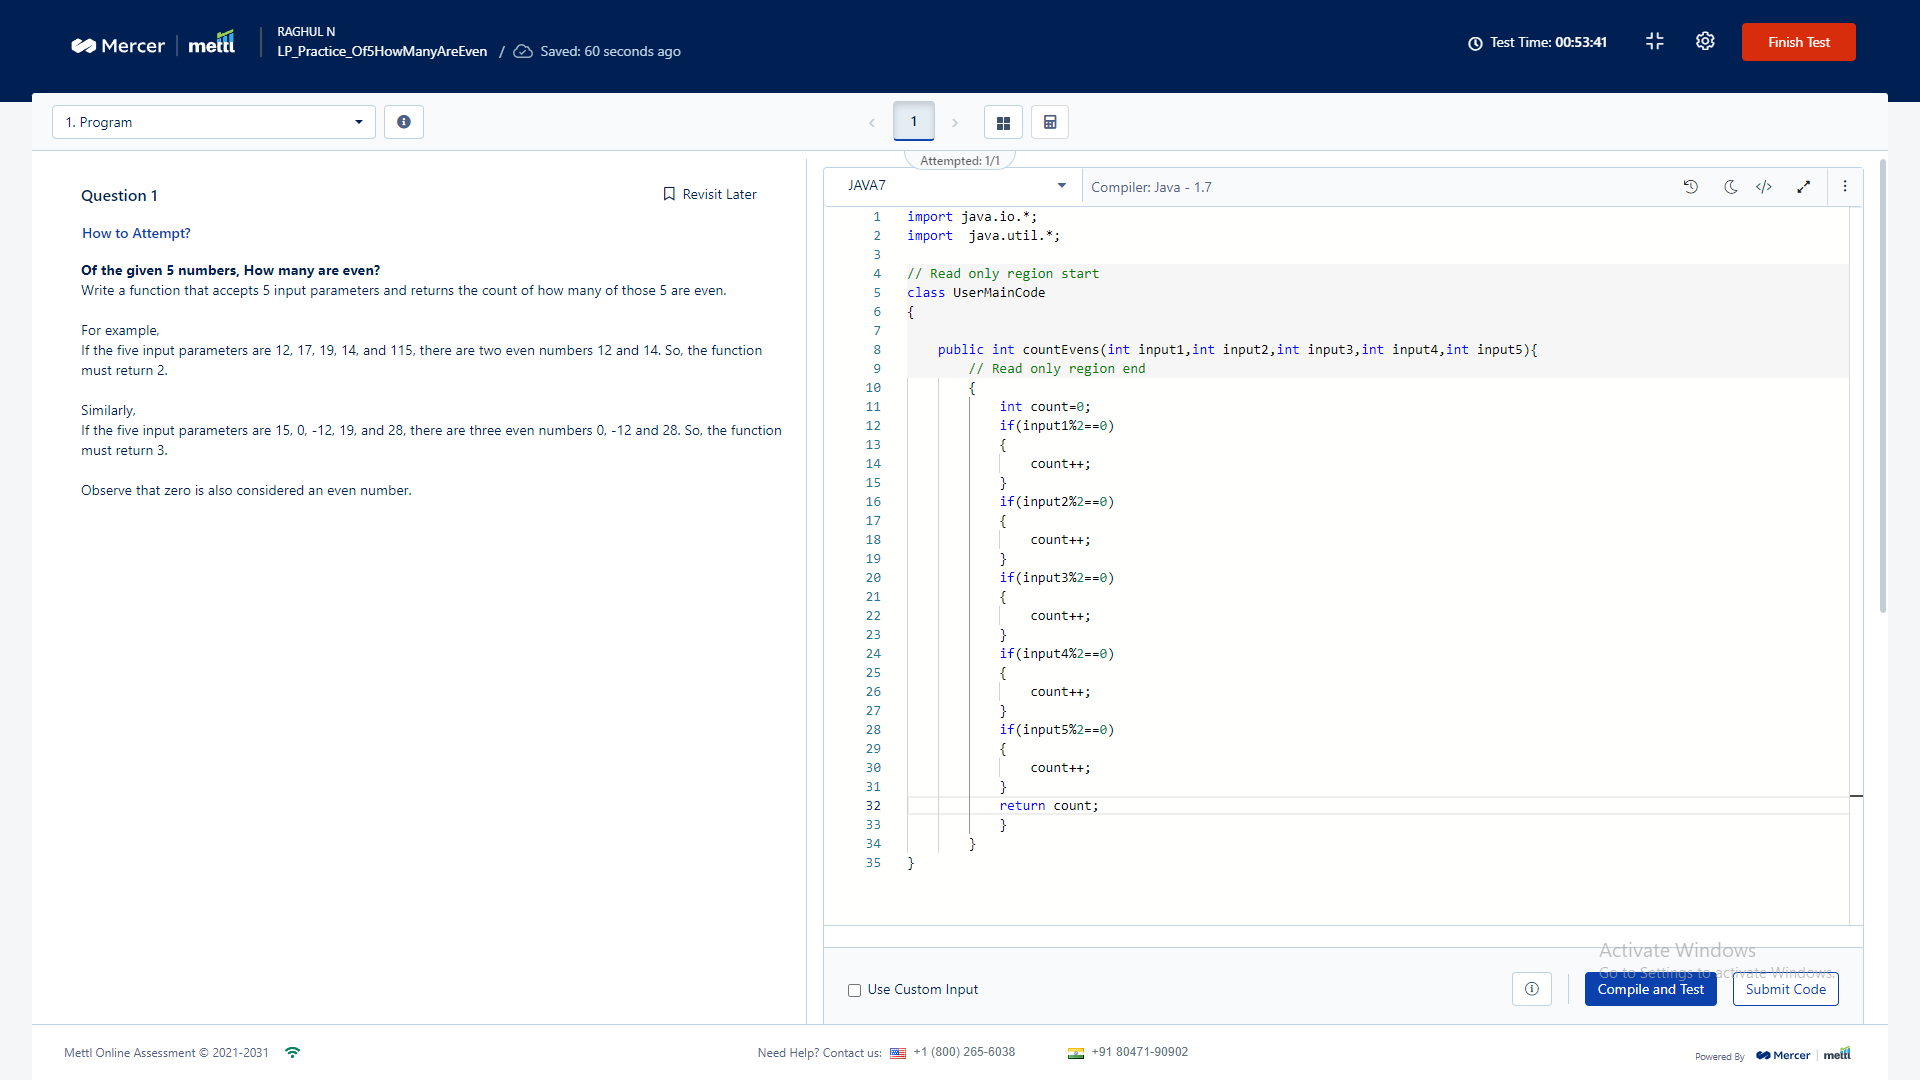 Mercer | mettl
RAGHUL N
LP_Practice_Of5HowManyAreEven / Saved: 60 seconds ago
Test Time: 00:53:41
Finish Test
1. Program
1
Attempted: 1/1
Question 1
Revisit Later
How to Attempt?
Of the given 5 numbers, How many are even?
Write a function that accepts 5 input parameters and returns the count of how many of those 5 are even.
For example,
If the five input parameters are 12, 17, 19, 14, and 115, there are two even numbers 12 and 14. So, the function
must return 2.
Similarly,
If the five input parameters are 15, 0, -12, 19, and 28, there are three even numbers 0, -12 and 28. So, the function
must return 3.
Observe that zero is also considered an even number.
JAVA7
Compiler: Java - 1.7
1 import java.io.*;
2 import  java.util.*;
3
4 // Read only region start
5 class UserMainCode
6 {
7
8 public int countEvens(int input1,int input2,int input3,int input4,int input5){
9 // Read only region end
10 {
11 int count=0;
12 if(input1%2==0)
13 {
14 count++;
15 }
16 if(input2%2==0)
17 {
18 count++;
19 }
20 if(input3%2==0)
21 {
22 count++;
23 }
24 if(input4%2==0)
25 {
26 count++;
27 }
28 if(input5%2==0)
29 {
30 count++;
31 }
32 return count;
33 }
34 }
35 }
Activate Windows
Go to Settings to activate Windows.
Use Custom Input
Compile and Test
Submit Code
Mettl Online Assessment © 2021-2031
Need Help? Contact us: +1 (800) 265-6038
+91 80471-90902
Powered By Mercer | mettl